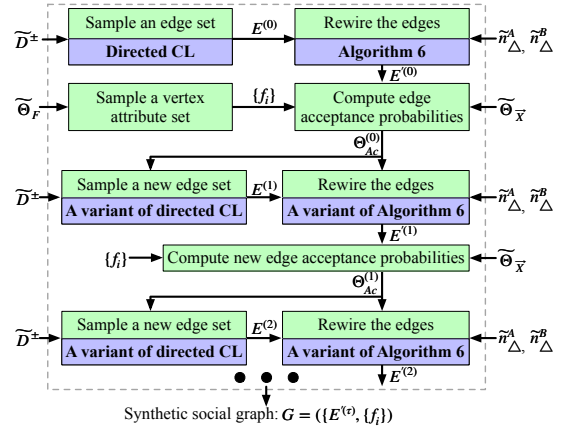 Sample an edge set
Directed CL
E⁽⁰⁾
Rewire the edges
Algorithm 6
D̃±
ñ^A_△, ñ^B_△
E′⁽⁰⁾
Θ̃_F
Sample a vertex
attribute set
{f_i}
Compute edge
acceptance probabilities
Θ̃_X⃗
Θ_Ac^(0)
D̃±
Sample a new edge set
A variant of directed CL
E⁽¹⁾
Rewire the edges
A variant of Algorithm 6
ñ^A_△, ñ^B_△
E′⁽¹⁾
{f_i}
Compute new edge acceptance probabilities
Θ̃_X⃗
Θ_Ac^(1)
D̃±
Sample a new edge set
A variant of directed CL
E⁽²⁾
Rewire the edges
A variant of Algorithm 6
ñ^A_△, ñ^B_△
E′⁽²⁾
Synthetic social graph: G = ({E′⁽τ⁾, {f_i})